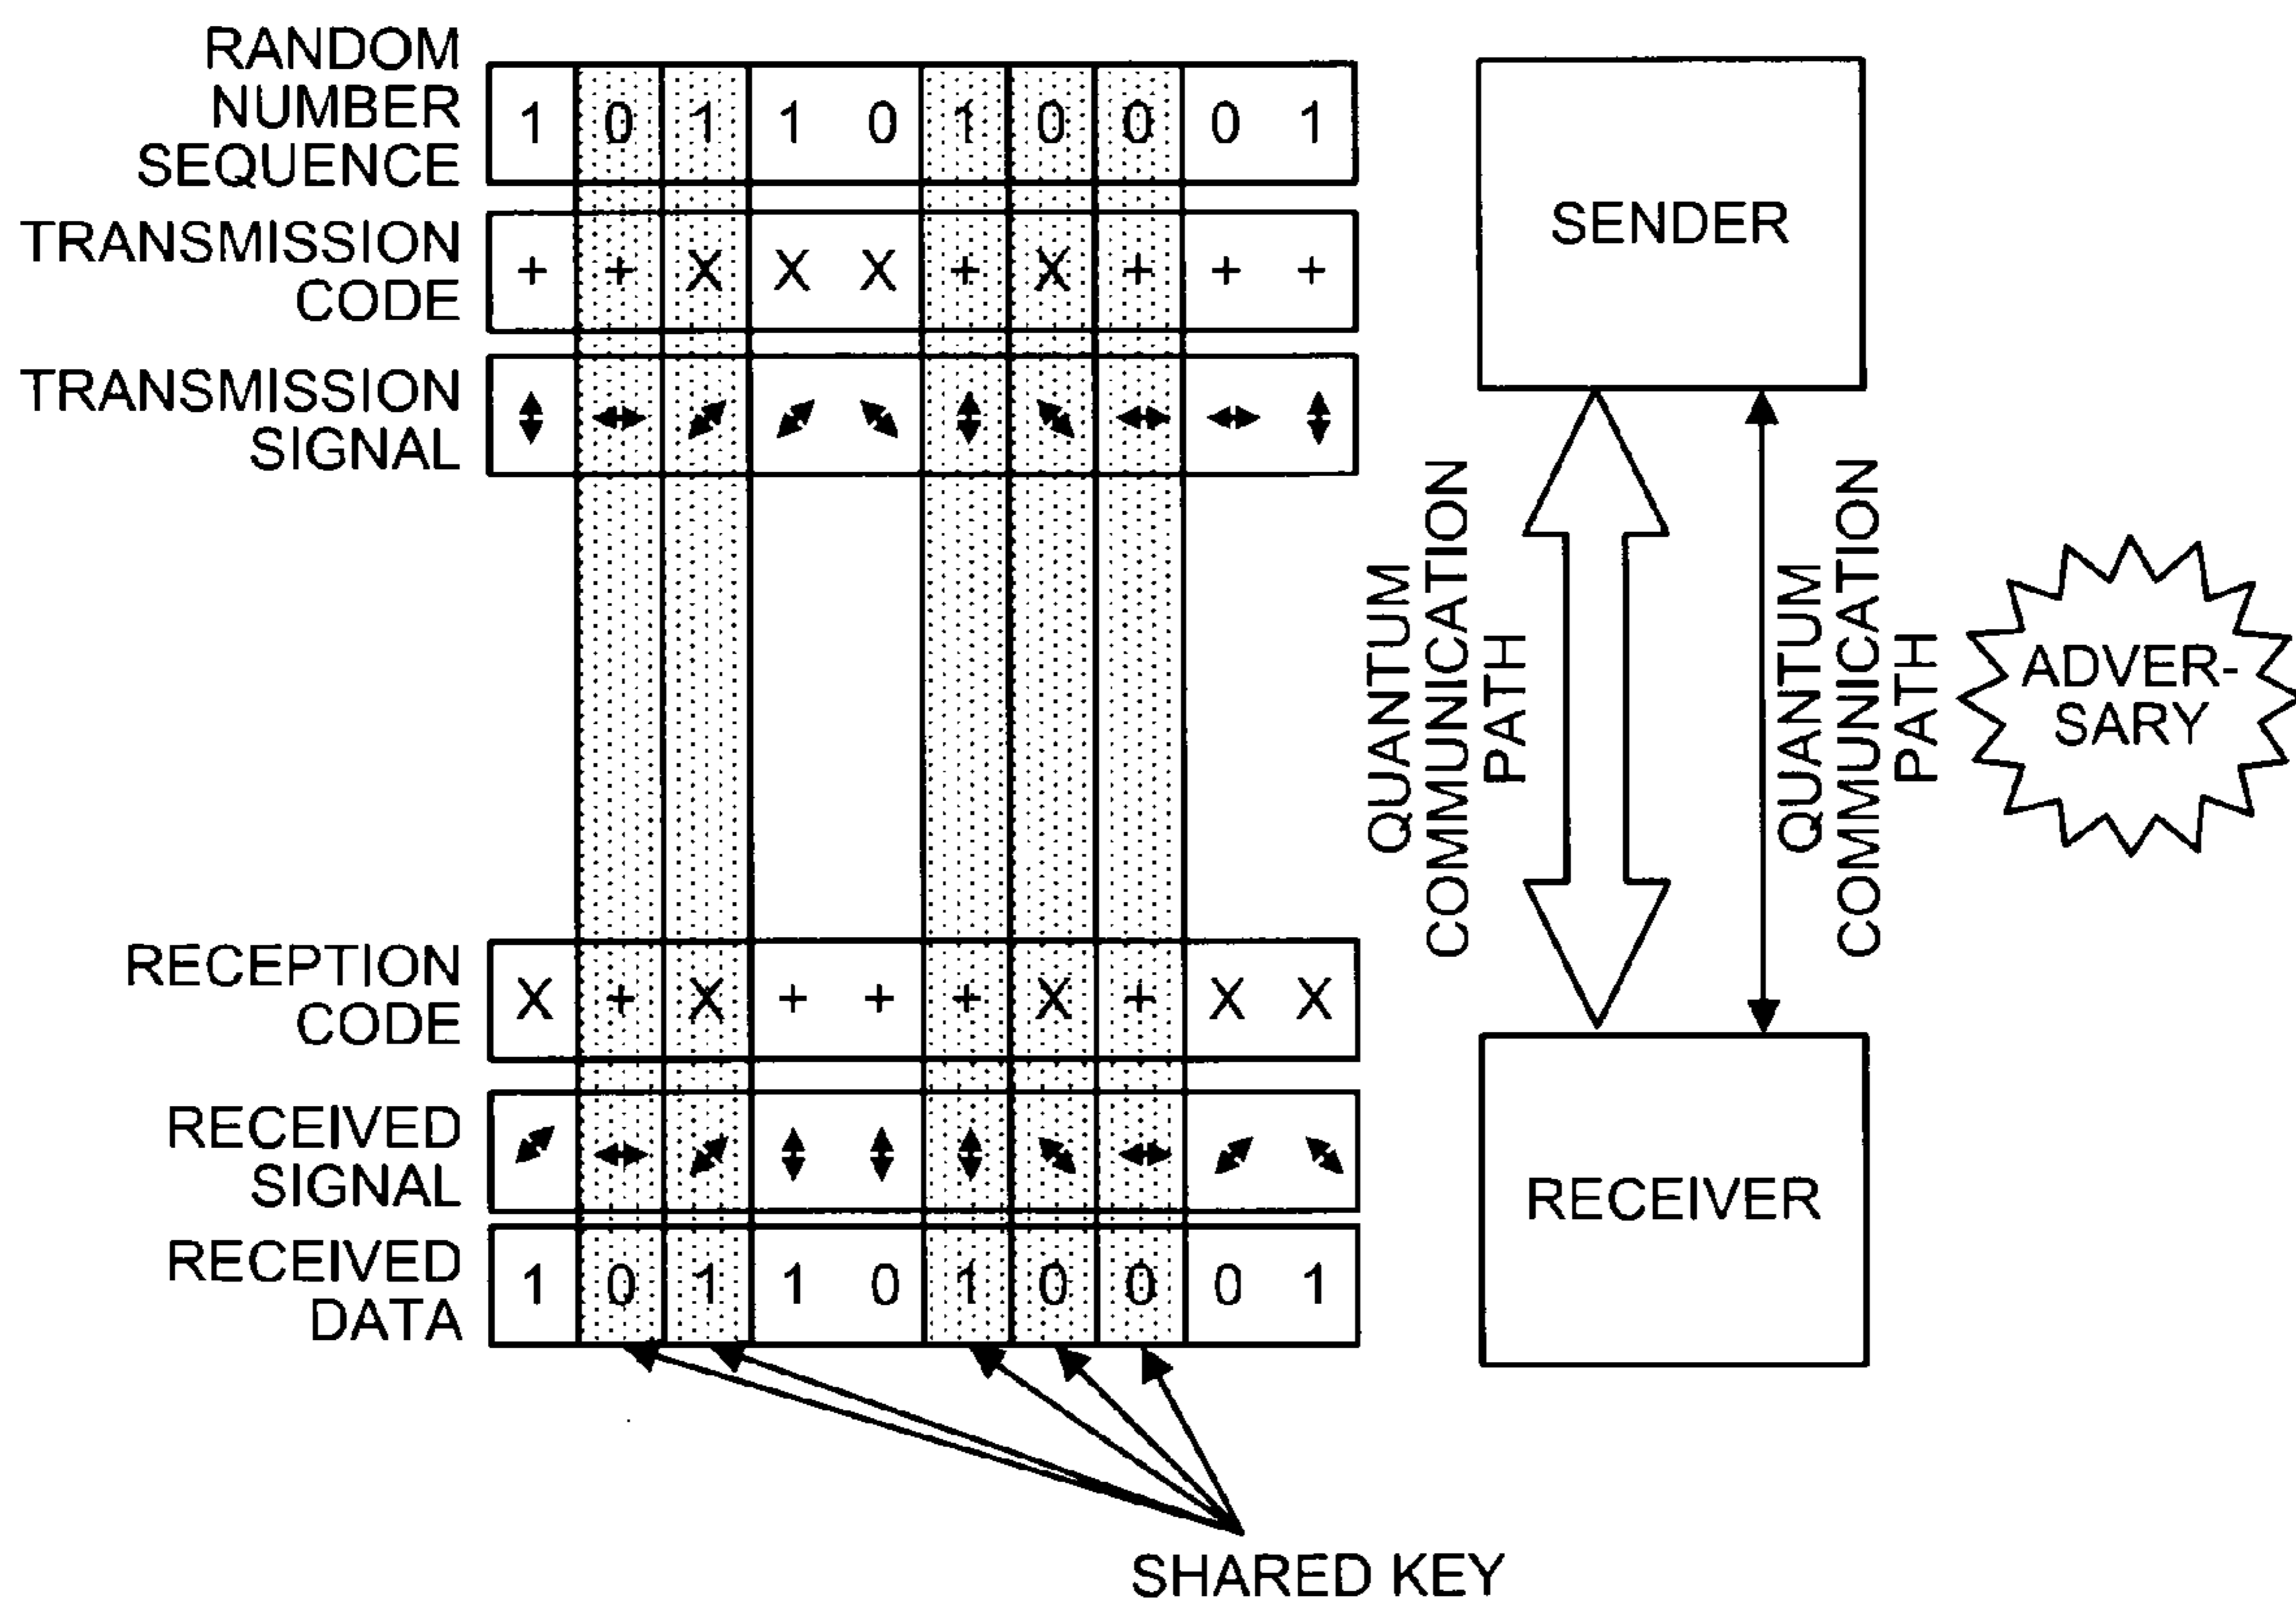 RANDOM
NUMBER
SEQUENCE
1 0 1 1 0 1 0 0 0 1
TRANSMISSION
CODE
+ + X X X + X + + +
TRANSMISSION
SIGNAL
RECEPTION
CODE
X + X + + + X + X X
RECEIVED
SIGNAL
RECEIVED
DATA
1 0 1 1 0 1 0 0 0 1
SHARED KEY
SENDER
QUANTUM
COMMUNICATION
PATH
QUANTUM
COMMUNICATION
PATH
ADVER-
SARY
RECEIVER